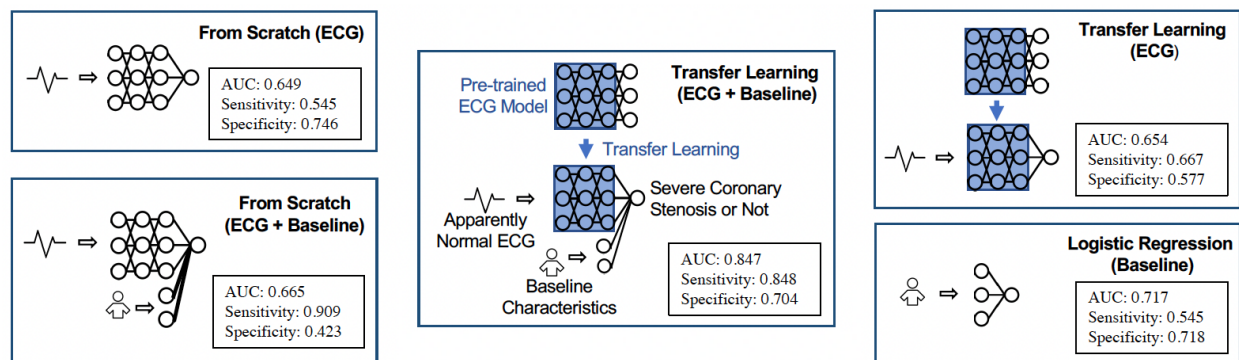 From Scratch (ECG)
AUC: 0.649
Sensitivity: 0.545
Specificity: 0.746
From Scratch
(ECG + Baseline)
AUC: 0.665
Sensitivity: 0.909
Specificity: 0.423
Pre-trained
ECG Model
Transfer Learning
(ECG + Baseline)
Transfer Learning
Apparently
Normal ECG
Severe Coronary
Stenosis or Not
Baseline
Characteristics
AUC: 0.847
Sensitivity: 0.848
Specificity: 0.704
Transfer Learning
(ECG)
AUC: 0.654
Sensitivity: 0.667
Specificity: 0.577
Logistic Regression
(Baseline)
AUC: 0.717
Sensitivity: 0.545
Specificity: 0.718